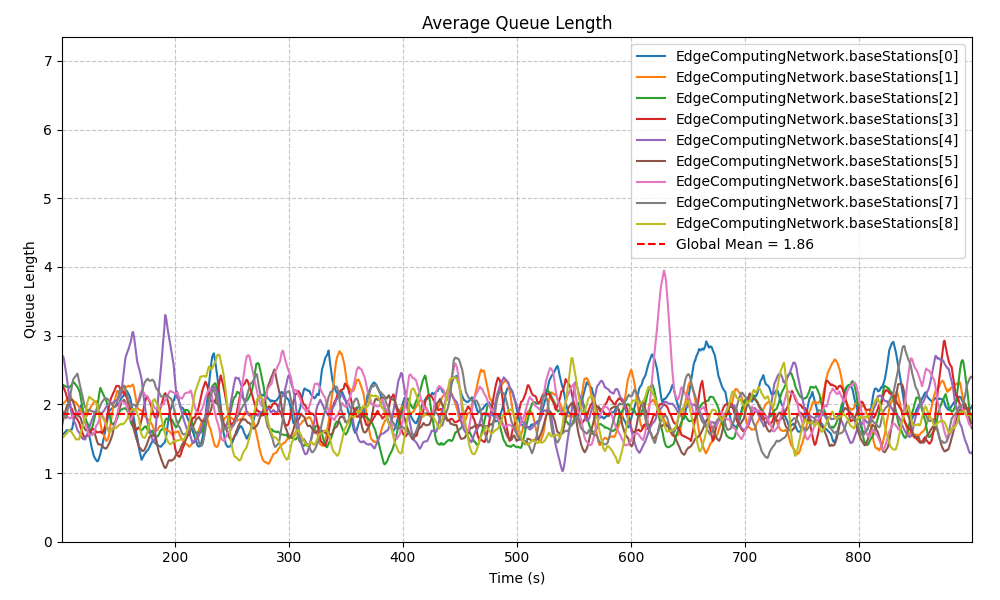 Average Queue Length
7
6
5
4
3
2
1
0
Queue Length
200
300
400
500
600
700
800
Time (s)
EdgeComputingNetwork.baseStations[0]
EdgeComputingNetwork.baseStations[1]
EdgeComputingNetwork.baseStations[2]
EdgeComputingNetwork.baseStations[3]
EdgeComputingNetwork.baseStations[4]
EdgeComputingNetwork.baseStations[5]
EdgeComputingNetwork.baseStations[6]
EdgeComputingNetwork.baseStations[7]
EdgeComputingNetwork.baseStations[8]
Global Mean = 1.86